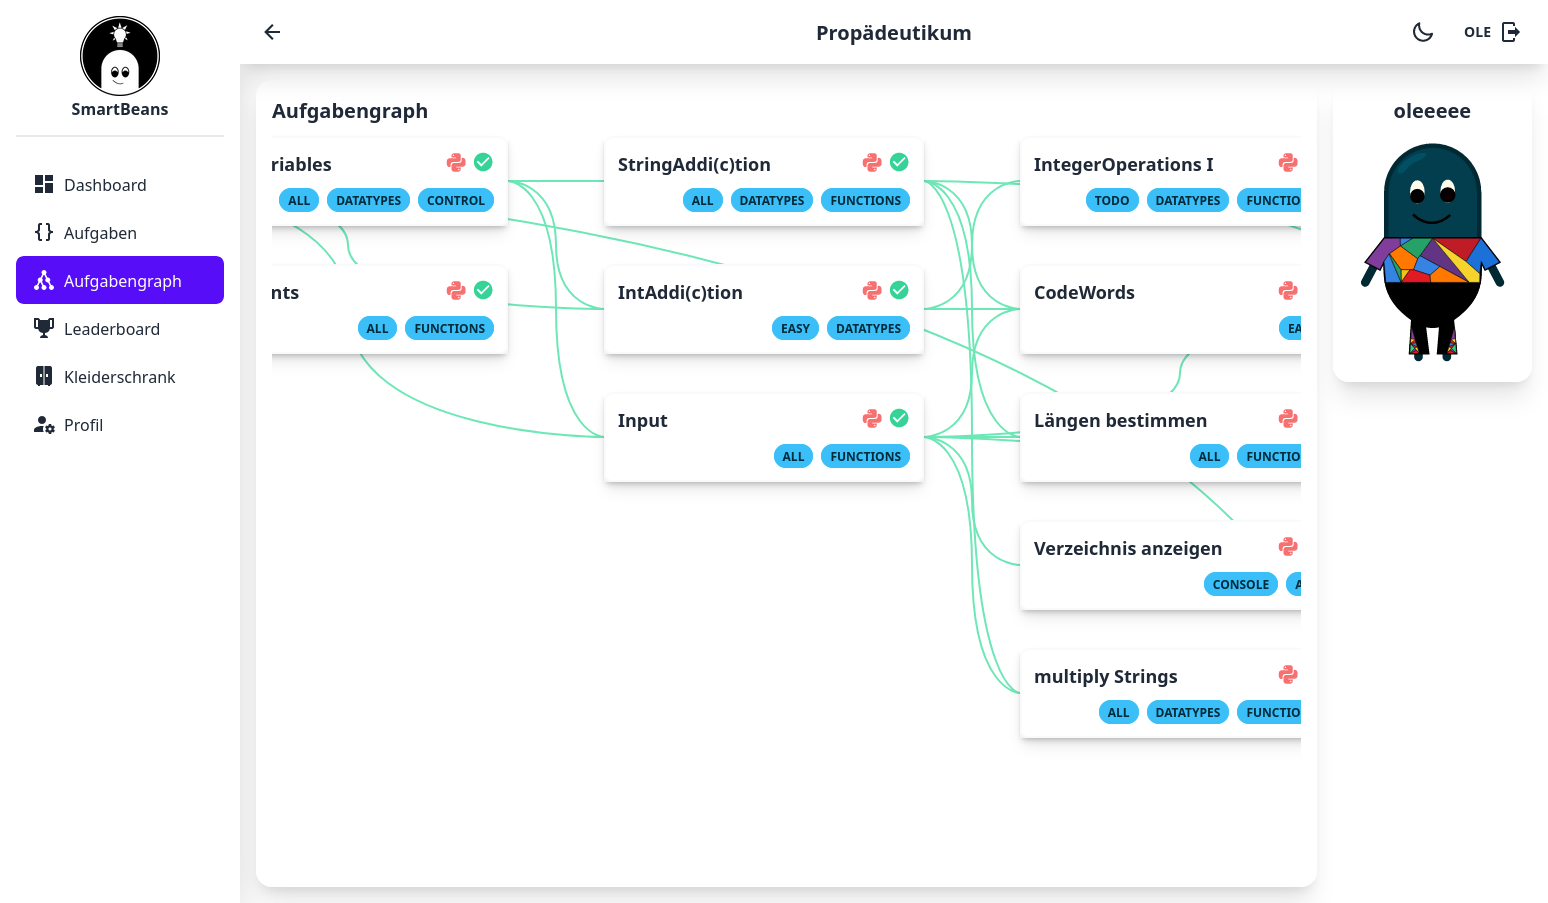 SmartBeans
Dashboard
Aufgaben
Aufgabengraph
Leaderboard
Kleiderschrank
Profil
Propädeutikum
OLE
Aufgabengraph
riables
ALL DATATYPES CONTROL
nts
ALL FUNCTIONS
StringAddi(c)tion
ALL DATATYPES FUNCTIONS
IntAddi(c)tion
EASY DATATYPES
Input
ALL FUNCTIONS
IntegerOperations I
TODO DATATYPES FUNCTIO
CodeWords
EA
Längen bestimmen
ALL FUNCTIO
Verzeichnis anzeigen
CONSOLE A
multiply Strings
ALL DATATYPES FUNCTIO
oleeeee